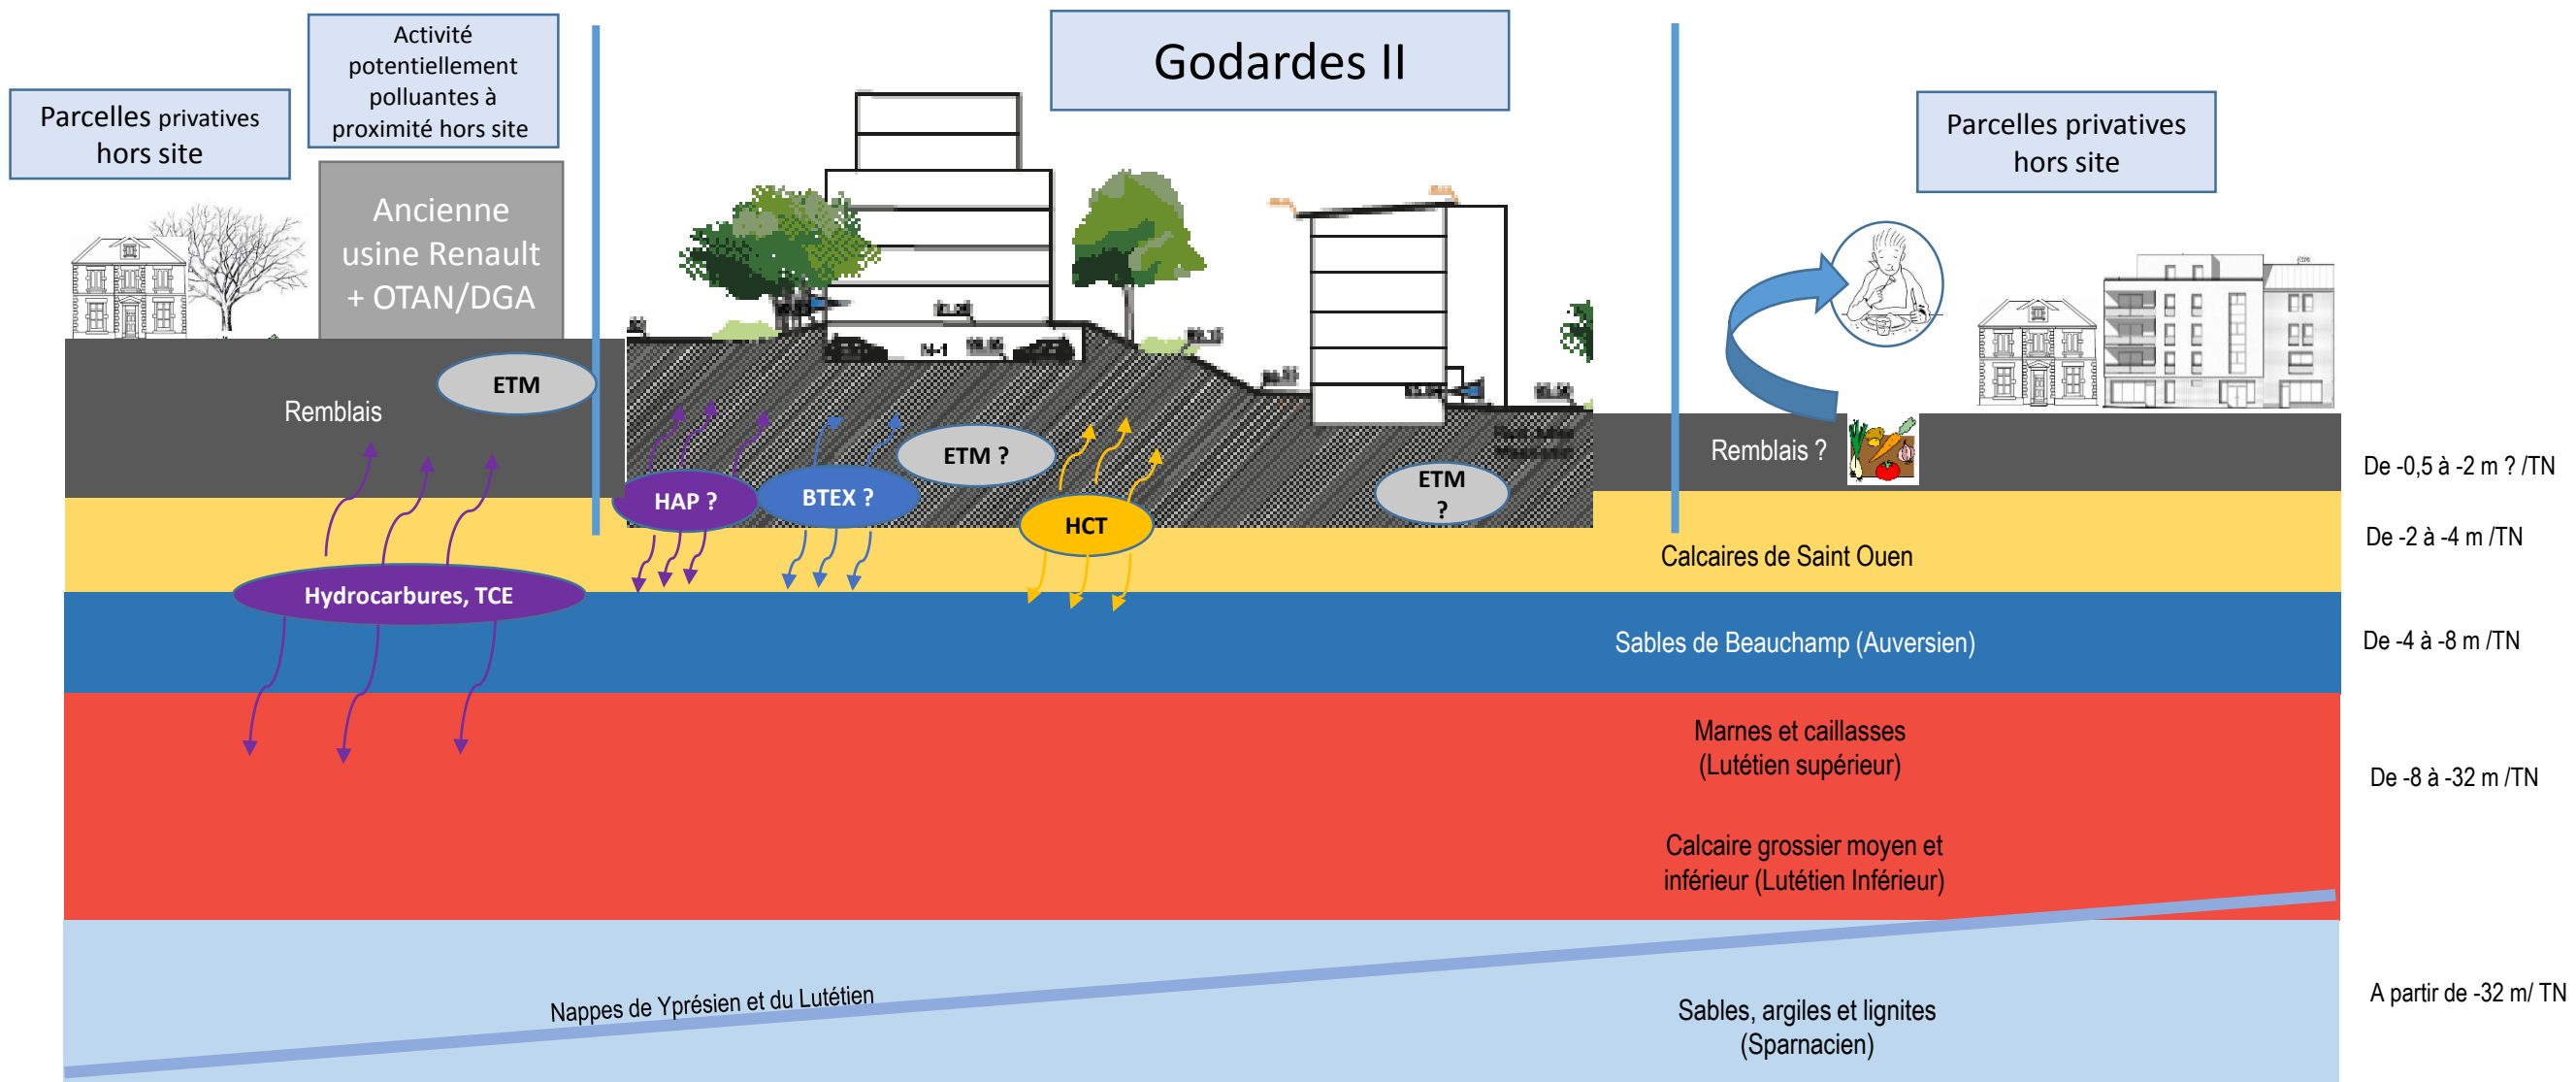 Activité
potentiellement
polluantes à
proximité hors site
Godardes II
Parcelles privatives
hors site
Parcelles privatives
hors site
Ancienne
usine Renault
+ OTAN/DGA
N-1
ETM
Remblais
ETM ?
HAP ?
BTEX ?
HCT
ETM
?
Remblais ?
De -0,5 à -2 m ? /TN
Calcaires de Saint Ouen
De -2 à -4 m /TN
Hydrocarbures, TCE
Sables de Beauchamp (Auversien)
De -4 à -8 m /TN
Marnes et caillasses
(Lutétien supérieur)
De -8 à -32 m /TN
Calcaire grossier moyen et
inférieur (Lutétien Inférieur)
Nappes de Yprésien et du Lutétien
Sables, argiles et lignites
(Sparnacien)
A partir de -32 m/ TN